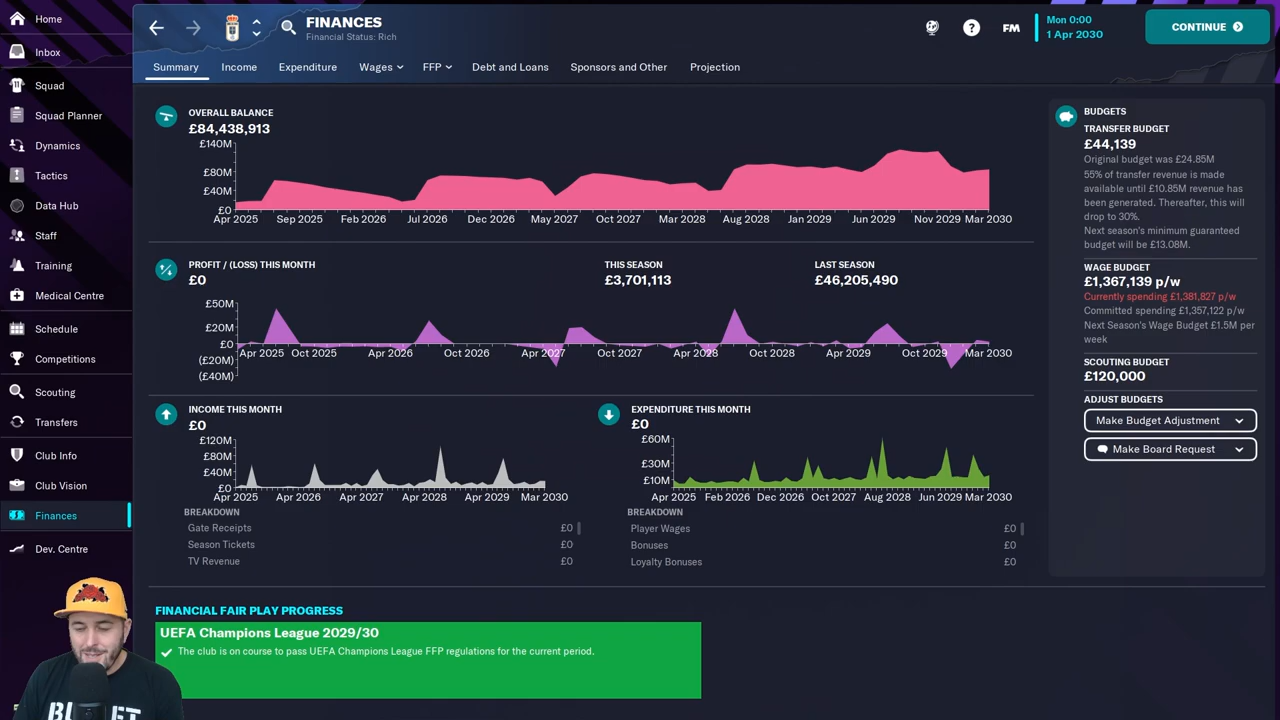 Home
Inbox
Squad
Squad Planner
Dynamics
Tactics
Data Hub
Staff
Training
Medical Centre
Schedule
Competitions
Scouting
Transfers
Club Info
Club Vision
Finances
Dev. Centre
FINANCES
Financial Status: Rich
?
FM
Mon 0:00
1 Apr 2030
CONTINUE
Summary
Income
Expenditure
Wages
FFP
Debt and Loans
Sponsors and Other
Projection
OVERALL BALANCE
£84,438,913
£140M
£80M
£40M
£0
Apr 2025 Sep 2025 Feb 2026 Jul 2026 Dec 2026 May 2027 Oct 2027 Mar 2028 Aug 2028 Jan 2029 Jun 2029 Nov 2029 Mar 2030
PROFIT / (LOSS) THIS MONTH
£0
THIS SEASON
£3,701,113
LAST SEASON
£46,205,490
£50M
£20M
£0
(£20M)
(£40M)
Apr 2025 Oct 2025 Apr 2026 Oct 2026 Apr 2027 Oct 2027 Apr 2028 Oct 2028 Apr 2029 Oct 2029 Mar 2030
INCOME THIS MONTH
£0
£120M
£80M
£40M
£0
Apr 2025 Apr 2026 Apr 2027 Apr 2028 Apr 2029 Mar 2030
BREAKDOWN
Gate Receipts £0
Season Tickets £0
TV Revenue £0
EXPENDITURE THIS MONTH
£0
£60M
£30M
£10M
Apr 2025 Feb 2026 Dec 2026 Oct 2027 Aug 2028 Jun 2029 Mar 2030
BREAKDOWN
Player Wages £0
Bonuses £0
Loyalty Bonuses £0
FINANCIAL FAIR PLAY PROGRESS
UEFA Champions League 2029/30
The club is on course to pass UEFA Champions League FFP regulations for the current period.
BUDGETS
TRANSFER BUDGET
£44,139
Original budget was £24.85M
55% of transfer revenue is made
available until £10.85M revenue has
been generated. Thereafter, this will
drop to 30%.
Next season's minimum guaranteed
budget will be £13.08M.
WAGE BUDGET
£1,367,139 p/w
Currently spending £1,381,827 p/w
Committed spending £1,357,122 p/w
Next Season's Wage Budget £1.5M per
week
SCOUTING BUDGET
£120,000
ADJUST BUDGETS
Make Budget Adjustment
Make Board Request